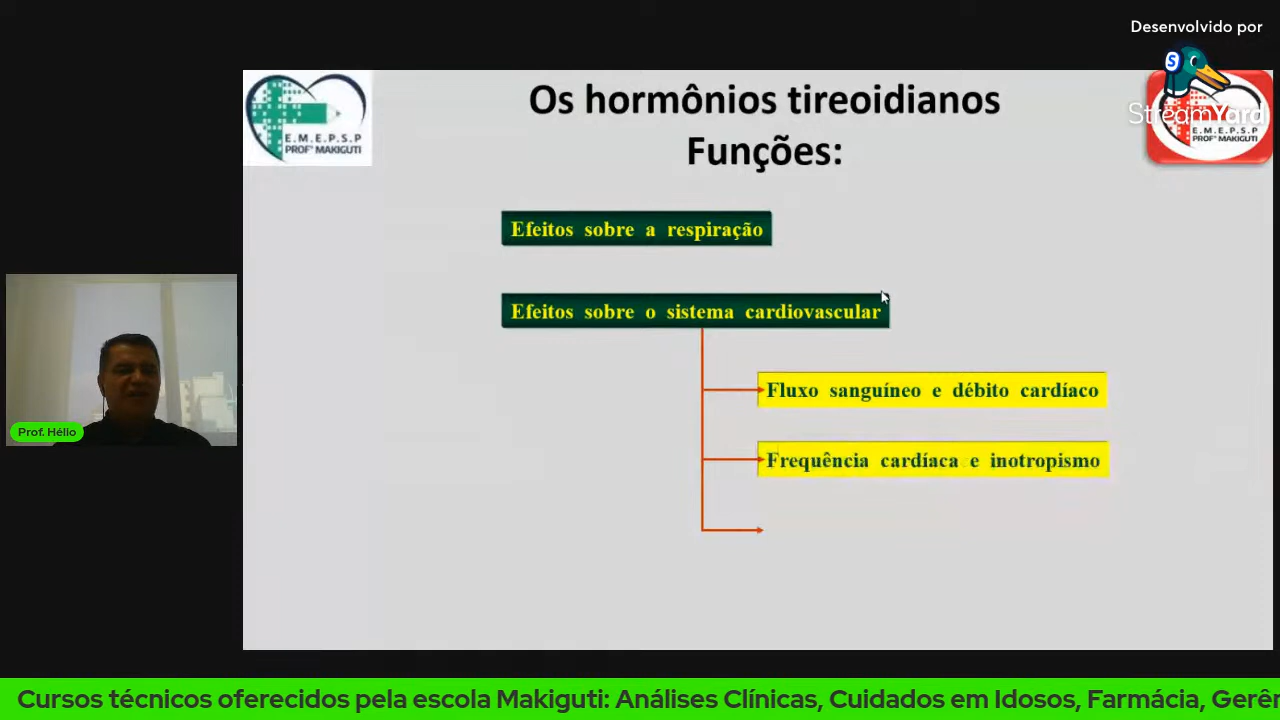 Desenvolvido por
StreamYard
E.M.E.P.S.P
PROFº MAKIGUTI
Os hormônios tireoidianos
Funções:
E.M.E.P.S.P
PROFº MAKIGUTI
Efeitos sobre a respiração
Efeitos sobre o sistema cardiovascular
Fluxo sanguíneo e débito cardíaco
Frequência cardíaca e inotropismo
Prof. Hélio
Cursos técnicos oferecidos pela escola Makiguti: Análises Clínicas, Cuidados em Idosos, Farmácia, Gerên